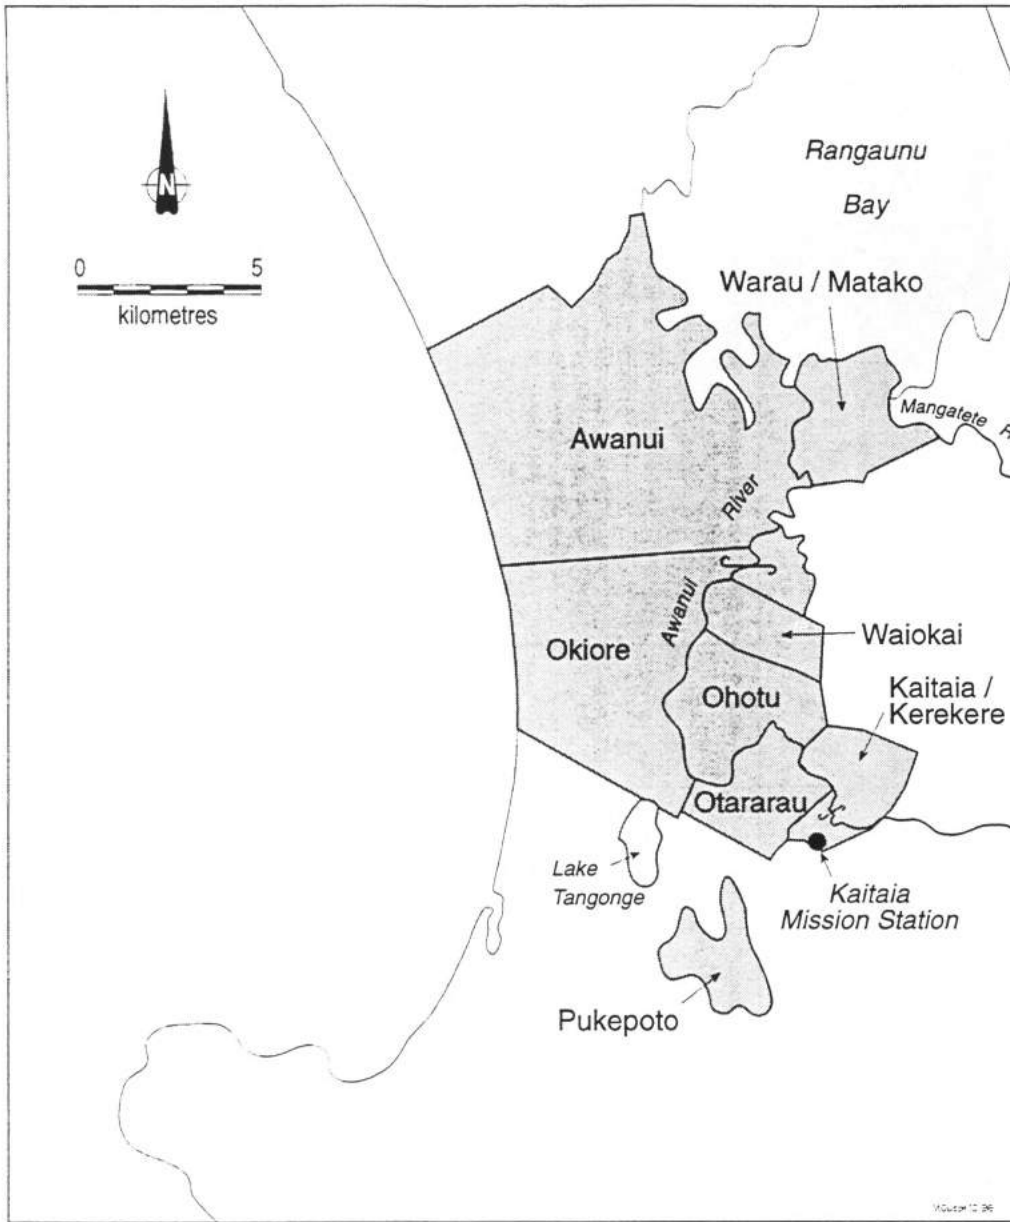 Rangaunu
Bay
N
0 5
kilometres
Warau / Matako
Mangatete R
Awanui
River
Awanui
Okiore
Waiokai
Ohotu
Kaitaia /
Kerekere
Otararau
Lake
Tangonge
Kaitaia
Mission Station
Pukepoto